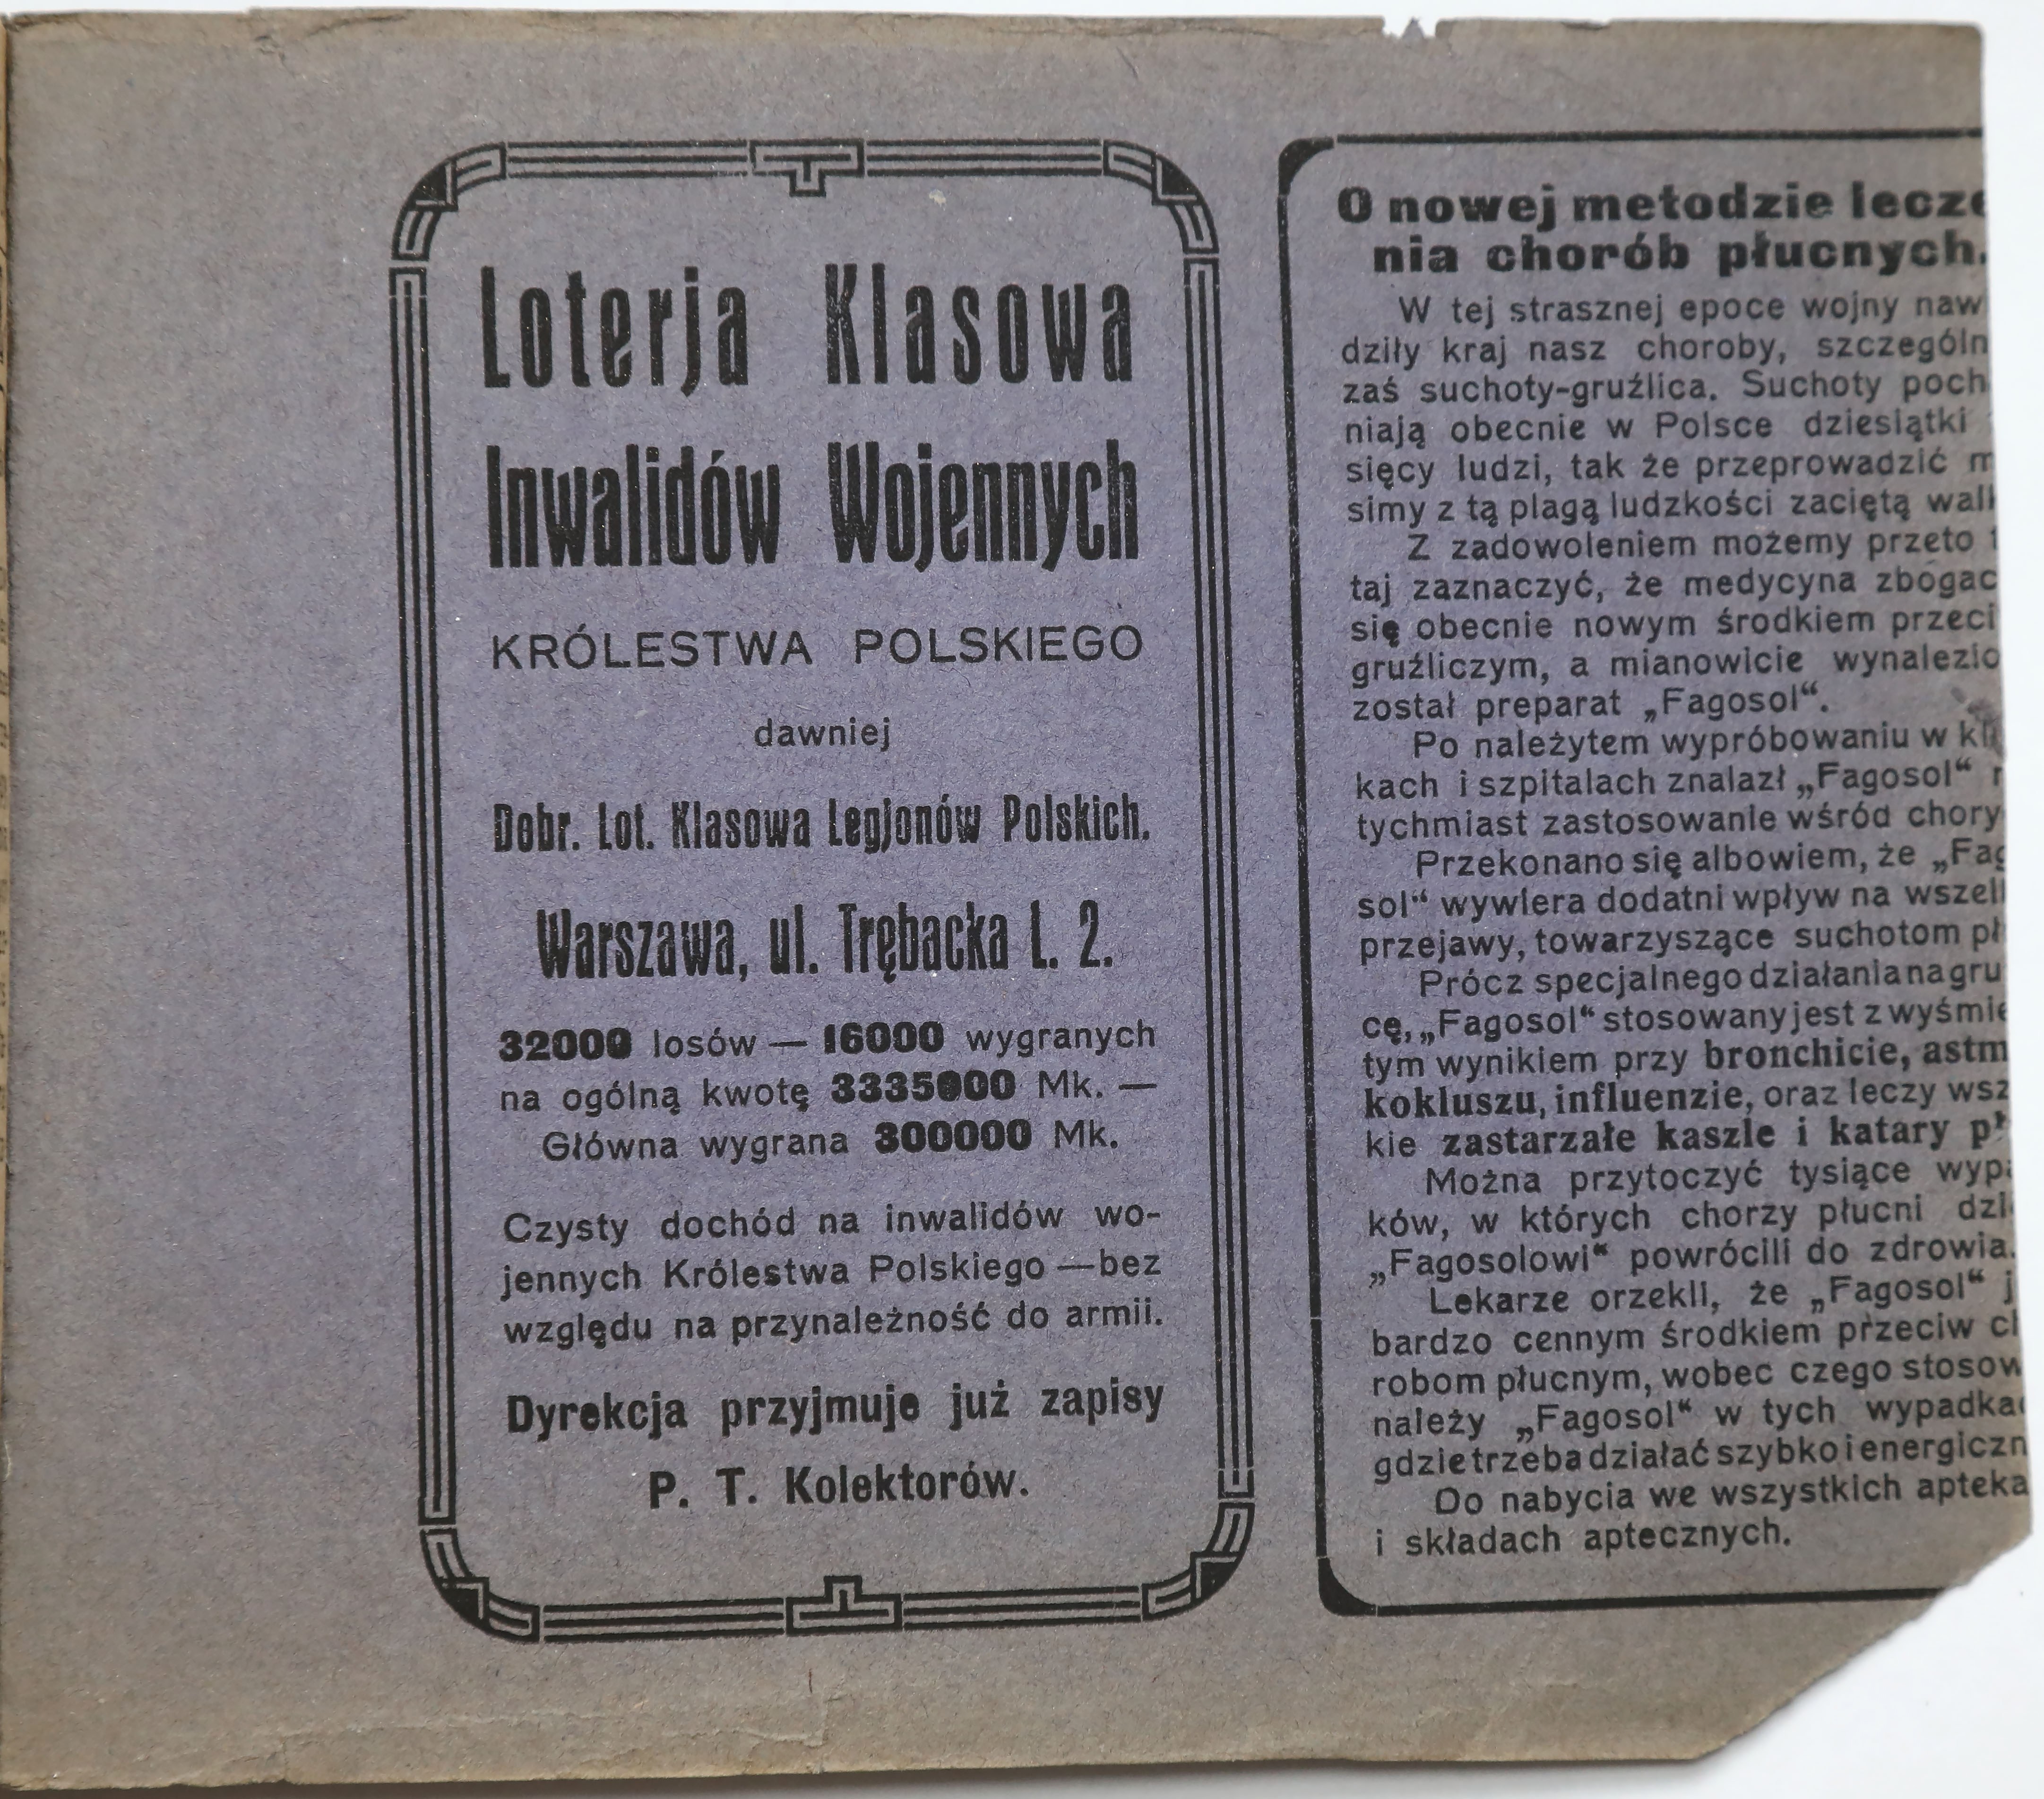 Loterja Klasowa
Inwalidów Wojennych
KRÓLESTWA POLSKIEGO
dawniej
Dobr. Lot. Klasowa Legjonów Polskich.
Warszawa, ul. Trębacka L. 2.
32000 losów — 16000 wygranych
na ogólną kwotę 3335000 Mk. —
Główna wygrana 300000 Mk.
Czysty dochód na inwalidów wo-
jennych Królestwa Polskiego — bez
względu na przynależność do armii.
Dyrekcja przyjmuje już zapisy
P. T. Kolektorów.
O nowej metodzie lecze
nia chorób płucnych.
W tej strasznej epoce wojny naw
dziły kraj nasz choroby, szczególn
zaś suchoty-gruźlica. Suchoty poch
niają obecnie w Polsce dziesiątki
sięcy ludzi, tak że przeprowadzić m
simy z tą plagą ludzkości zaciętą wal
Z zadowoleniem możemy przeto
taj zaznaczyć, że medycyna zbogac
się obecnie nowym środkiem przeci
gruźliczym, a mianowicie wynalezio
został preparat „Fagosol“.
Po należytem wypróbowaniu w kli
kach i szpitalach znalazł „Fagosol“
tychmiast zastosowanie wśród chory
Przekonano się albowiem, że „Fag
sol“ wywiera dodatni wpływ na wszel
przejawy, towarzyszące suchotom pł
Prócz specjalnego działania na gru
cę, „Fagosol“ stosowany jest z wyśmie
tym wynikiem przy bronchicie, astm
kokluszu, influenzie, oraz leczy wsz
kie zastarzałe kaszle i katary pł
Można przytoczyć tysiące wypa
ków, w których chorzy płucni dzi
„Fagosolowi“ powrócili do zdrowia.
Lekarze orzekli, że „Fagosol“ j
bardzo cennym środkiem przeciw ch
robom płucnym, wobec czego stosow
należy „Fagosol“ w tych wypadkac
gdzie trzeba działać szybko i energiczn
Do nabycia we wszystkich apteka
i składach aptecznych.